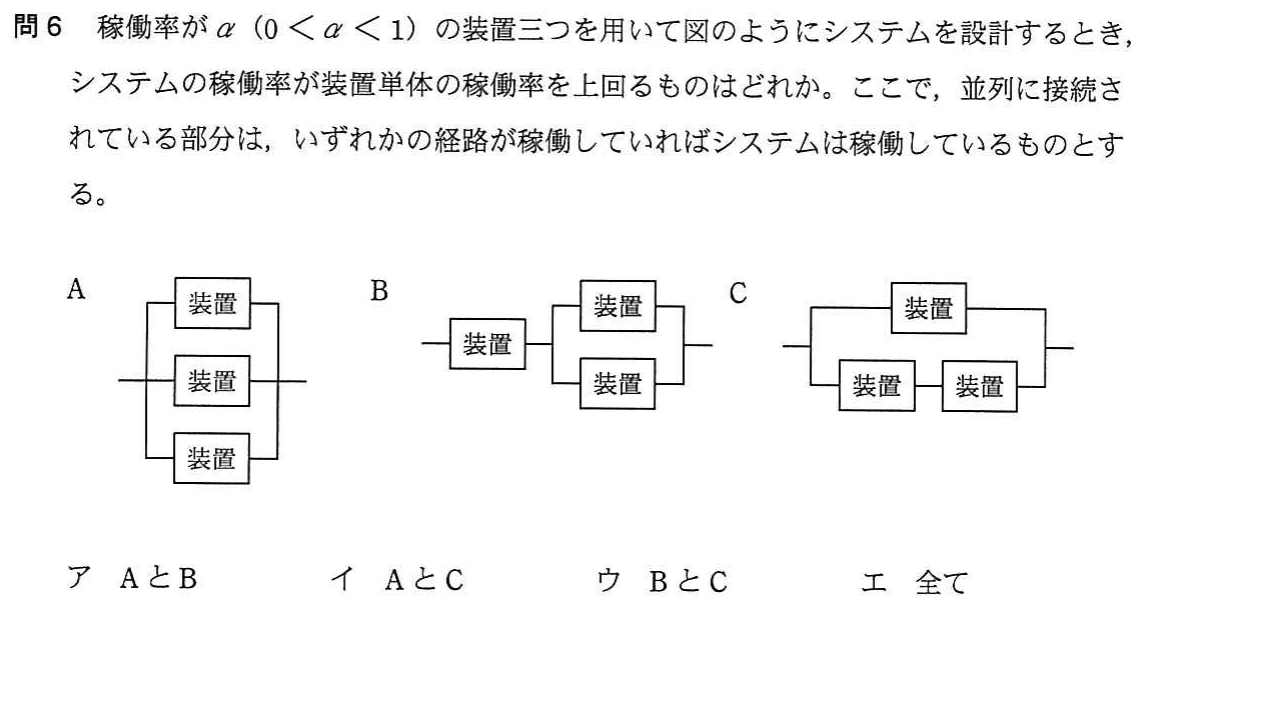 問6 稼働率がα（0＜α＜1）の装置三つを用いて図のようにシステムを設計するとき，
システムの稼働率が装置単体の稼働率を上回るものはどれか。ここで，並列に接続さ
れている部分は，いずれかの経路が稼働していればシステムは稼働しているものとす
る。
A
装置
装置
装置
B
装置
装置
装置
C
装置
装置
装置
ア AとB イ AとC ウ BとC エ 全て